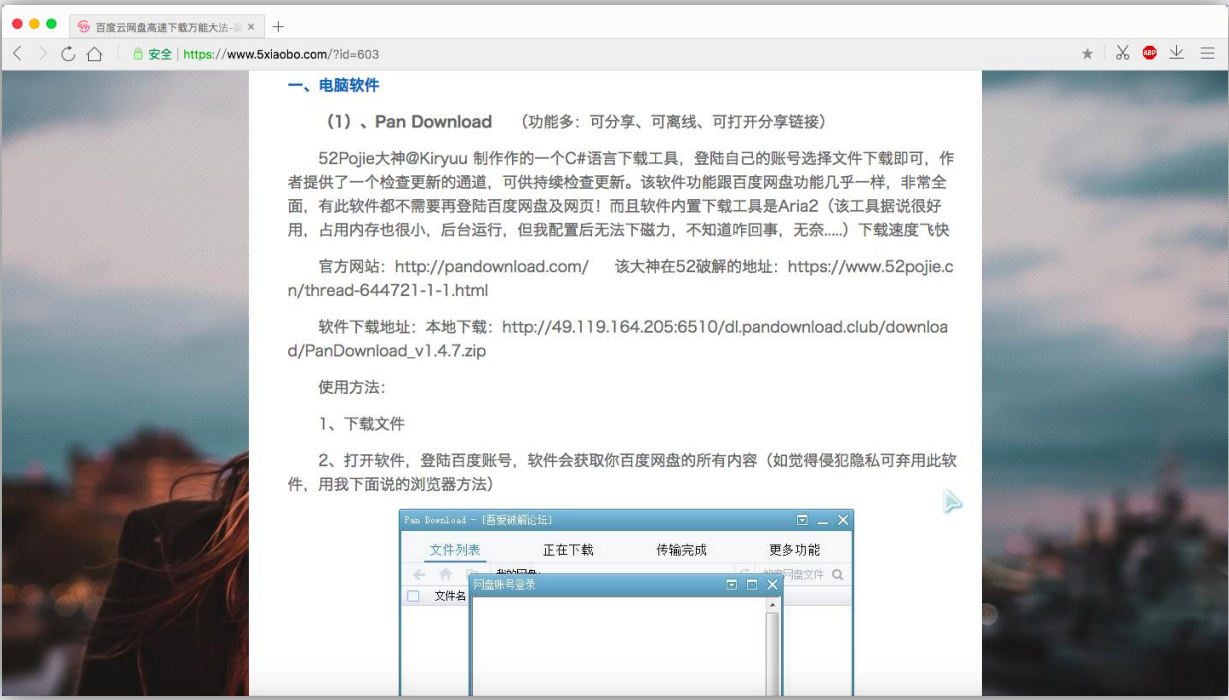 百度云网盘高速下载万能大法-
安全 | https://www.5xiaobo.com/?id=603
ABP
一、电脑软件
（1）、Pan Download （功能多：可分享、可离线、可打开分享链接）
52Pojie大神@Kiryuu 制作作的一个C#语言下载工具，登陆自己的账号选择文件下载即可，作
者提供了一个检查更新的通道，可供持续检查更新。该软件功能跟百度网盘功能几乎一样，非常全
面，有此软件都不需要再登陆百度网盘及网页！而且软件内置下载工具是Aria2（该工具据说很好
用，占用内存也很小，后台运行，但我配置后无法下磁力，不知道咋回事，无奈.....）下载速度飞快
官方网站：http://pandownload.com/ 该大神在52破解的地址：https://www.52pojie.c
n/thread-644721-1-1.html
软件下载地址：本地下载：http://49.119.164.205:6510/dl.pandownload.club/downloa
d/PanDownload_v1.4.7.zip
使用方法：
1、下载文件
2、打开软件，登陆百度账号，软件会获取你百度网盘的所有内容（如觉得侵犯隐私可弃用此软
件，用我下面说的浏览器方法）
Pan Download - [吾爱破解论坛]
文件列表 正在下载 传输完成 更多功能
我的网盘: 搜索网盘文件
网盘账号登录
文件名